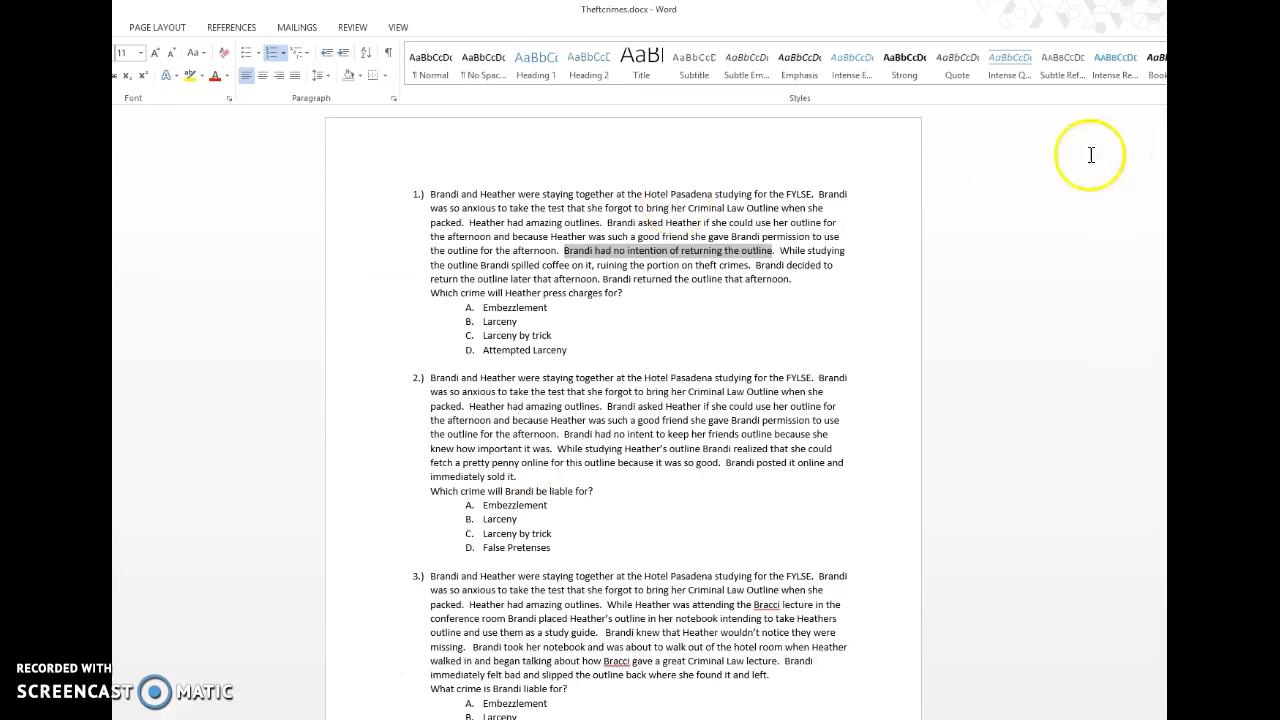 Theftcrimes.docx - Word
PAGE LAYOUT REFERENCES MAILINGS REVIEW VIEW
11 A A Aa
x₂ x² A ab A
AaBbCcDc AaBbCcDc AaBbCc AaBbCcD AaBl AaBbCcD AaBbCcDi AaBbCcDi AaBbCcDi AaBbCcDc AaBbCcDi AaBbCcDi AaBbCcDc AaBbCcDc
¶ Normal ¶ No Spac... Heading 1 Heading 2 Title Subtitle Subtle Em... Emphasis Intense E... Strong Quote Intense Q... Subtle Ref... Intense Re... Book
Font Paragraph Styles
1.) Brandi and Heather were staying together at the Hotel Pasadena studying for the FYLSE. Brandi
was so anxious to take the test that she forgot to bring her Criminal Law Outline when she
packed. Heather had amazing outlines. Brandi asked Heather if she could use her outline for
the afternoon and because Heather was such a good friend she gave Brandi permission to use
the outline for the afternoon. Brandi had no intention of returning the outline. While studying
the outline Brandi spilled coffee on it, ruining the portion on theft crimes. Brandi decided to
return the outline later that afternoon. Brandi returned the outline that afternoon.
Which crime will Heather press charges for?
A. Embezzlement
B. Larceny
C. Larceny by trick
D. Attempted Larceny
2.) Brandi and Heather were staying together at the Hotel Pasadena studying for the FYLSE. Brandi
was so anxious to take the test that she forgot to bring her Criminal Law Outline when she
packed. Heather had amazing outlines. Brandi asked Heather if she could use her outline for
the afternoon and because Heather was such a good friend she gave Brandi permission to use
the outline for the afternoon. Brandi had no intent to keep her friends outline because she
knew how important it was. While studying Heather's outline Brandi realized that she could
fetch a pretty penny online for this outline because it was so good. Brandi posted it online and
immediately sold it.
Which crime will Brandi be liable for?
A. Embezzlement
B. Larceny
C. Larceny by trick
D. False Pretenses
3.) Brandi and Heather were staying together at the Hotel Pasadena studying for the FYLSE. Brandi
was so anxious to take the test that she forgot to bring her Criminal Law Outline when she
packed. Heather had amazing outlines. While Heather was attending the Bracci lecture in the
conference room Brandi placed Heather's outline in her notebook intending to take Heathers
outline and use them as a study guide. Brandi knew that Heather wouldn't notice they were
missing. Brandi took her notebook and was about to walk out of the hotel room when Heather
walked in and began talking about how Bracci gave a great Criminal Law lecture. Brandi
immediately felt bad and slipped the outline back where she found it and left.
What crime is Brandi liable for?
A. Embezzlement
B. Larceny
RECORDED WITH
SCREENCAST MATIC